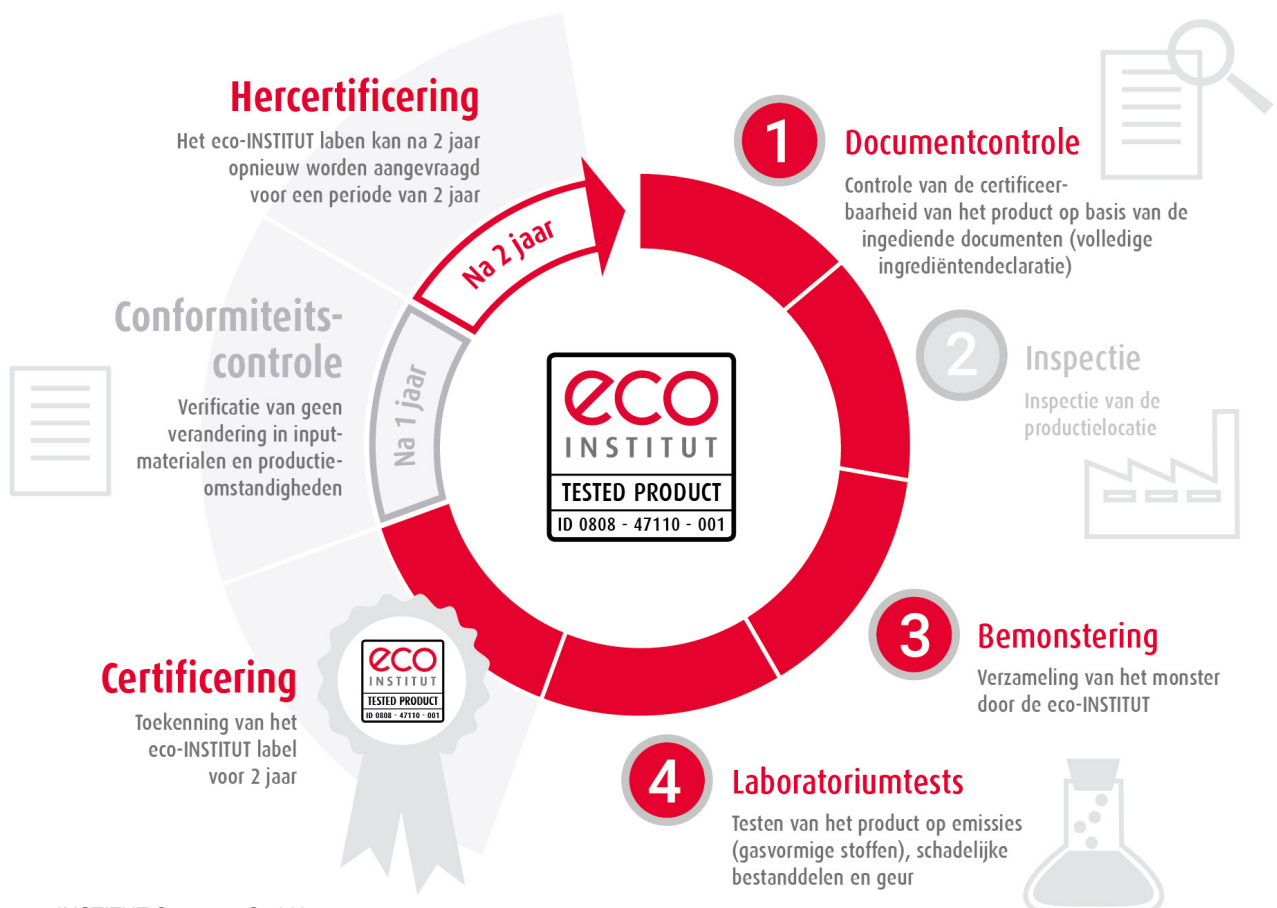 Hercertificering
Het eco-INSTITUT laben kan na 2 jaar
opnieuw worden aangevraagd
voor een periode van 2 jaar
Na 2 jaar
1
Documentcontrole
Controle van de certificeer-
baarheid van het product op basis van de
ingediende documenten (volledige
ingrediëntendeclaratie)
Conformiteits-
controle
Verificatie van geen
verandering in input-
materialen en productie-
omstandigheden
Na 1 jaar
eco
INSTITUT
TESTED PRODUCT
ID 0808 - 47110 - 001
2
Inspectie
Inspectie van de
productielocatie
3
Bemonstering
Verzameling van het monster
door de eco-INSTITUT
Certificering
Toekenning van het
eco-INSTITUT label
voor 2 jaar
eco
INSTITUT
TESTED PRODUCT
ID 0808 - 47110 - 001
4
Laboratoriumtests
Testen van het product op emissies
(gasvormige stoffen), schadelijke
bestanddelen en geur